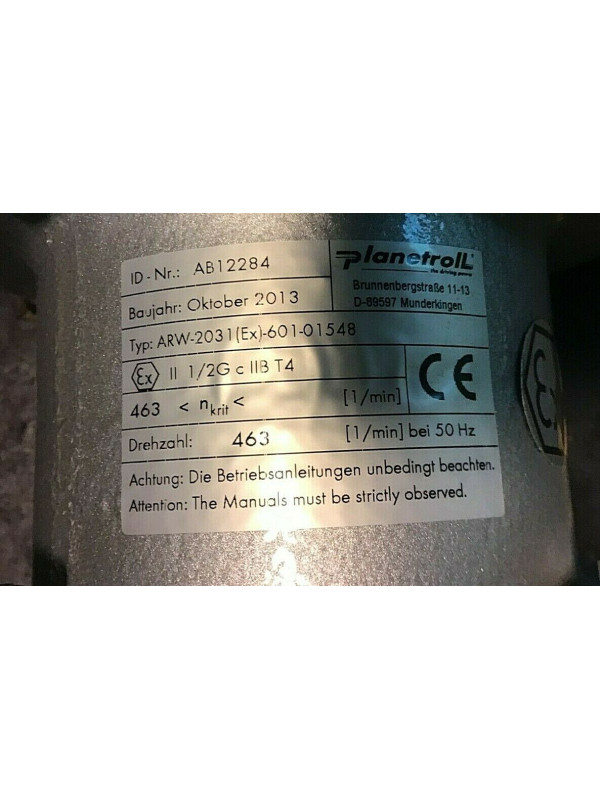 ID-Nr.: AB12284
PlanetrolL
the driving power
Brunnenbergstraße 11-13
D-89597 Munderkingen
Baujahr: Oktober 2013
Typ: ARW-2031(Ex)-601-01548
Ex II 1/2G c IIB T4
CE
463 < nkrit < [1/min]
Drehzahl: 463 [1/min] bei 50 Hz
Achtung: Die Betriebsanleitungen unbedingt beachten.
Attention: The Manuals must be strictly observed.
Ex